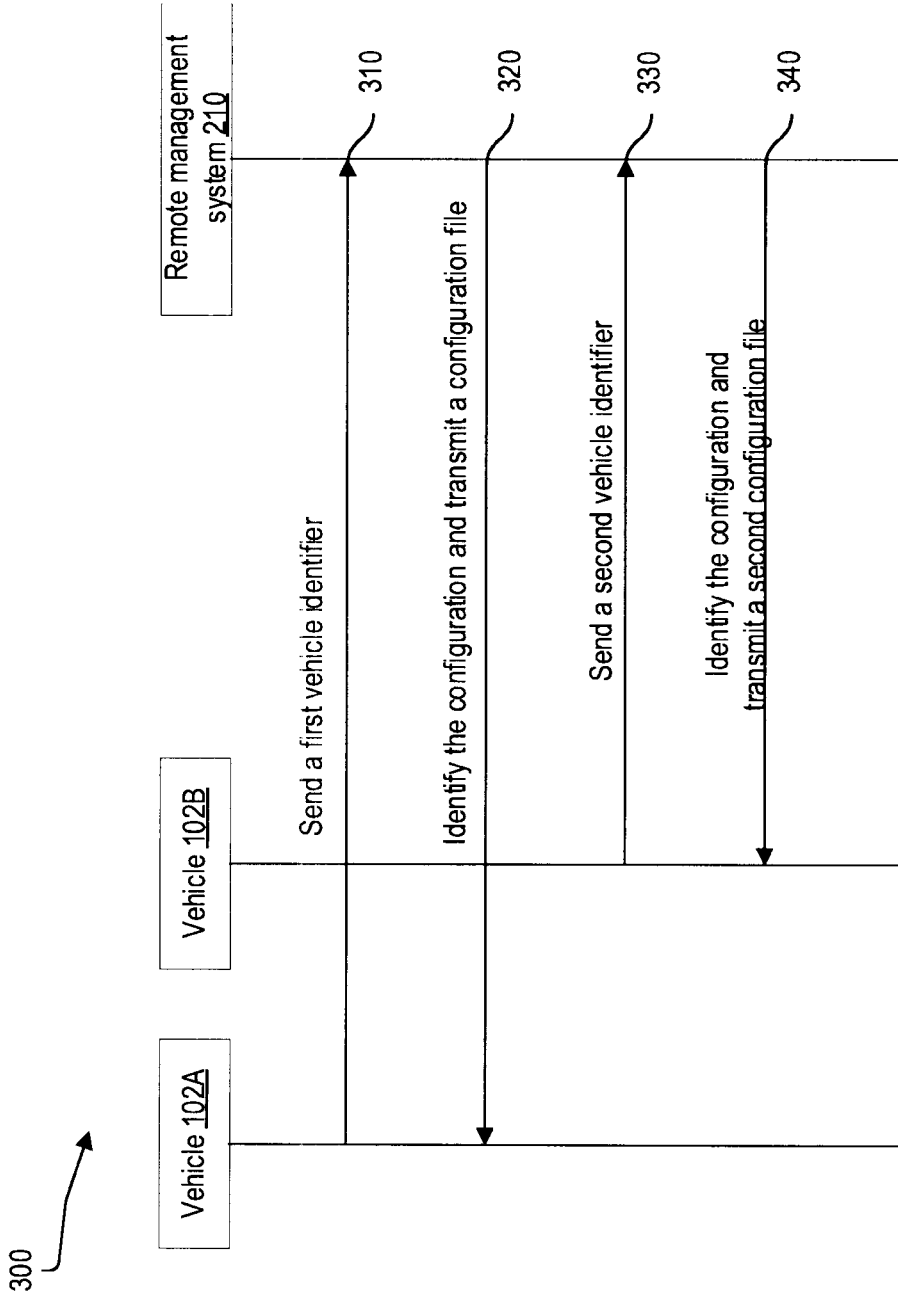 300
Vehicle 102A
Vehicle 102B
Remote management
system 210
Send a first vehicle identifier
310
Identify the configuration and transmit a configuration file
320
Send a second vehicle identifier
330
Identify the configuration and
transmit a second configuration file
340